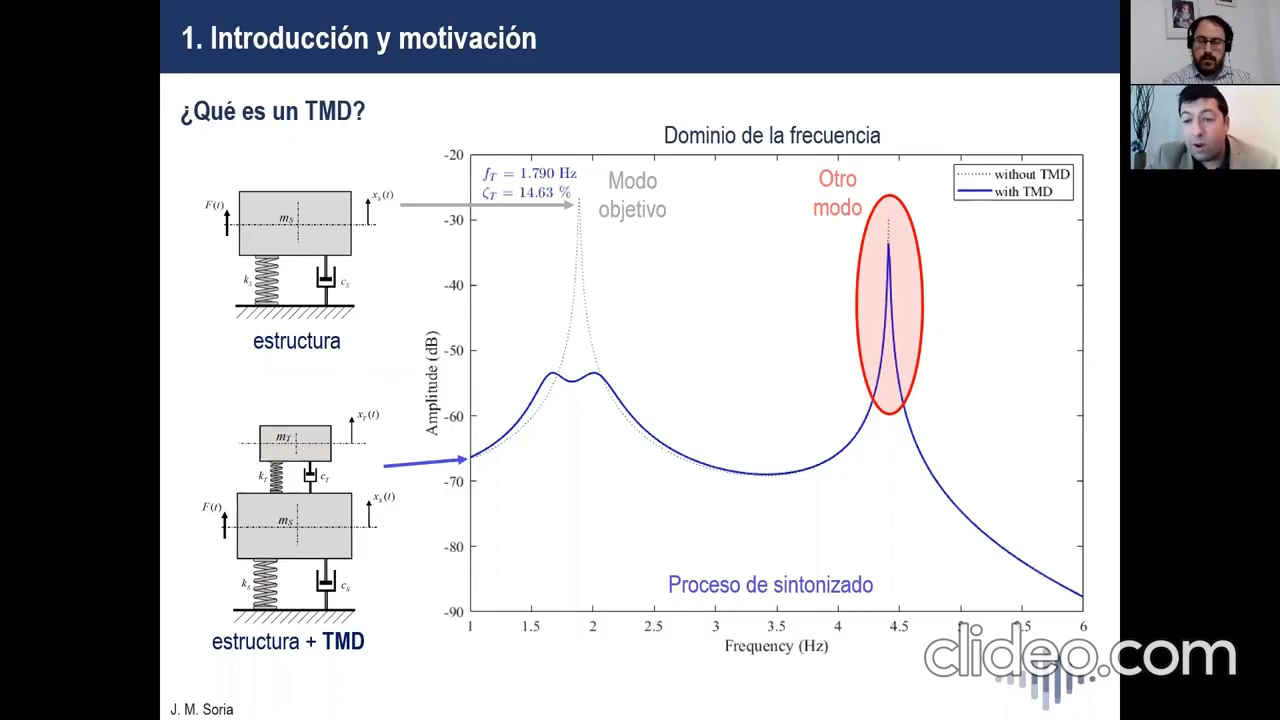 1. Introducción y motivación
¿Qué es un TMD?
Dominio de la frecuencia
F(t)
m_S
x_S(t)
k_S
c_S
estructura
x_T(t)
m_T
k_T
c_T
F(t)
m_S
x_S(t)
k_S
c_S
estructura + TMD
f_T = 1.790 Hz
ζ_T = 14.63 %
Modo
objetivo
Otro
modo
without TMD
with TMD
Amplitude (dB)
-20
-30
-40
-50
-60
-70
-80
-90
Proceso de sintonizado
1 1.5 2 2.5 3 3.5 4 4.5 5 5.5 6
Frequency (Hz)
clideo.com
J. M. Soria